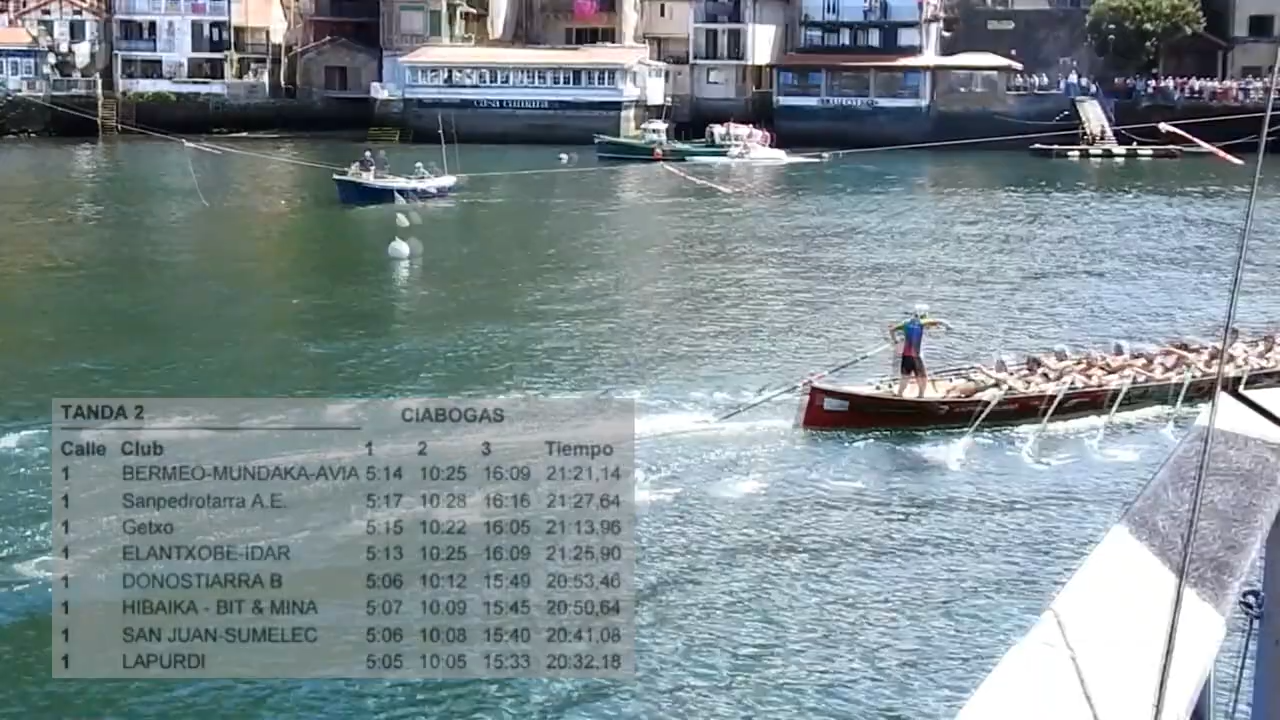 casa cámara
TANDA 2 CIABOGAS
Calle Club 1 2 3 Tiempo
1 BERMEO-MUNDAKA-AVIA 5:14 10:25 16:09 21:21,14
1 Sanpedrotarra A.E. 5:17 10:28 16:16 21:27,64
1 Getxo 5:15 10:22 16:05 21:13,96
1 ELANTXOBE-IDAR 5:13 10:25 16:09 21:25,90
1 DONOSTIARRA B 5:06 10:12 15:49 20:53,46
1 HIBAIKA - BIT & MINA 5:07 10:09 15:45 20:50,64
1 SAN JUAN-SUMELEC 5:06 10:08 15:40 20:41,08
1 LAPURDI 5:05 10:05 15:33 20:32,18